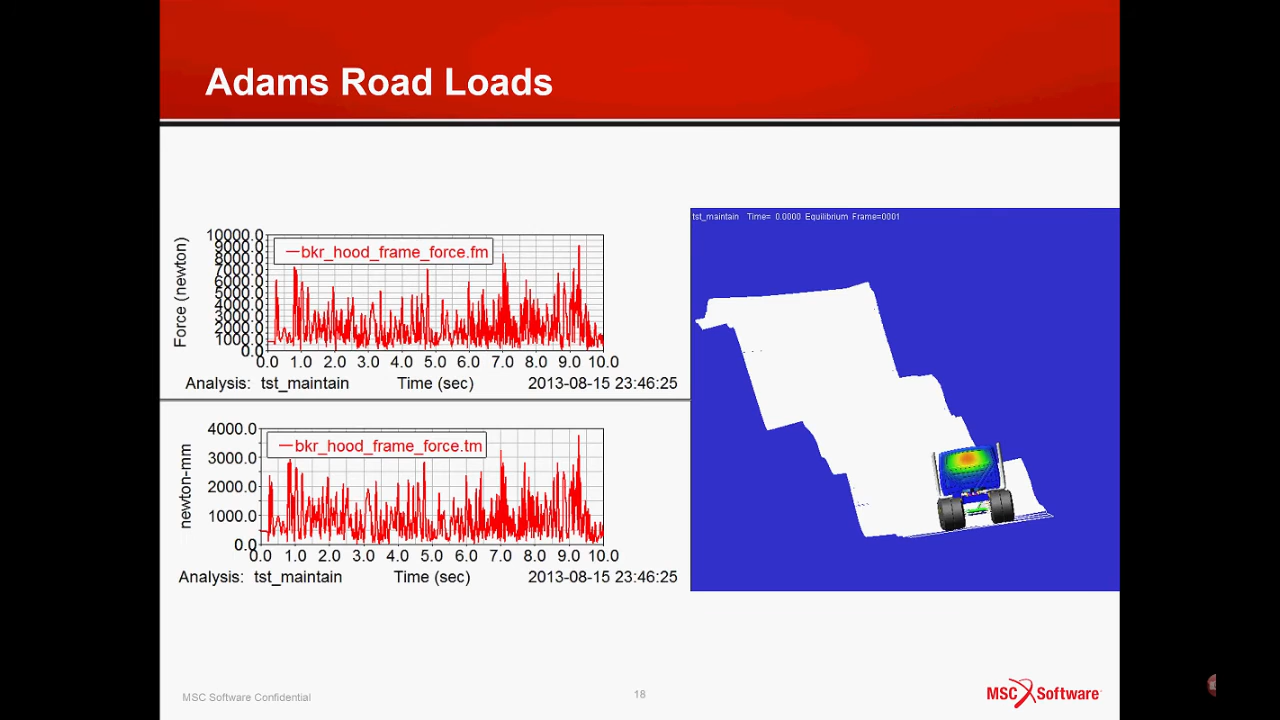 Adams Road Loads
Force (newton)
10000.0
9000.0
8000.0
7000.0
6000.0
5000.0
4000.0
3000.0
2000.0
1000.0
0.0
bkr_hood_frame_force.fm
0.0 1.0 2.0 3.0 4.0 5.0 6.0 7.0 8.0 9.0 10.0
Analysis: tst_maintain Time (sec) 2013-08-15 23:46:25
newton-mm
4000.0
3000.0
2000.0
1000.0
0.0
bkr_hood_frame_force.tm
0.0 1.0 2.0 3.0 4.0 5.0 6.0 7.0 8.0 9.0 10.0
Analysis: tst_maintain Time (sec) 2013-08-15 23:46:25
tst_maintain Time= 0.0000 Equilibrium Frame=0001
MSC Software Confidential
18
MSC Software